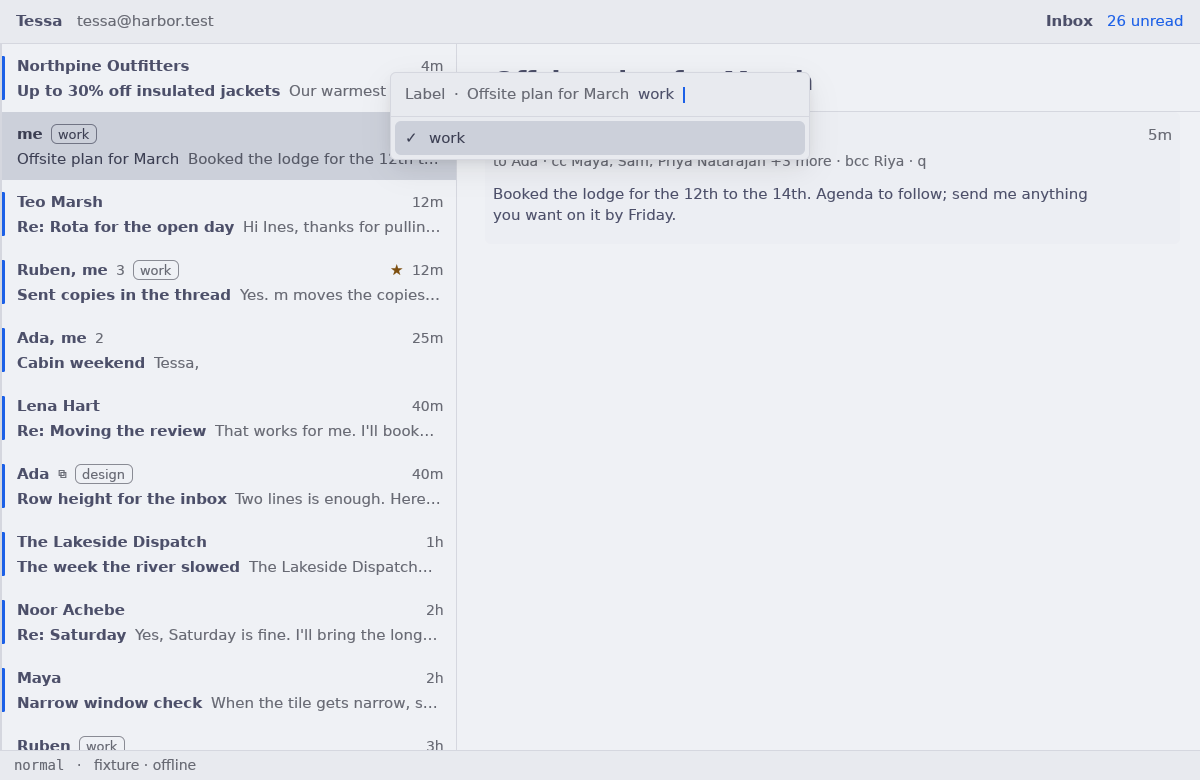 Tessa tessa@harbor.test Inbox 26 unread
Northpine Outfitters 4m
Up to 30% off insulated jackets Our warmest
me work
Offsite plan for March Booked the lodge for the 12th t…
Teo Marsh 12m
Re: Rota for the open day Hi Ines, thanks for pullin…
Ruben, me 3 work ★ 12m
Sent copies in the thread Yes. m moves the copies…
Ada, me 2 25m
Cabin weekend Tessa,
Lena Hart 40m
Re: Moving the review That works for me. I'll book…
Ada design 40m
Row height for the inbox Two lines is enough. Here…
The Lakeside Dispatch 1h
The week the river slowed The Lakeside Dispatch…
Noor Achebe 2h
Re: Saturday Yes, Saturday is fine. I'll bring the long…
Maya 2h
Narrow window check When the tile gets narrow, s…
Ruben work 3h
Label · Offsite plan for March work
✓ work
5m
to Ada · cc Maya, Sam, Priya Natarajan +3 more · bcc Riya · q
Booked the lodge for the 12th to the 14th. Agenda to follow; send me anything
you want on it by Friday.
normal · fixture · offline